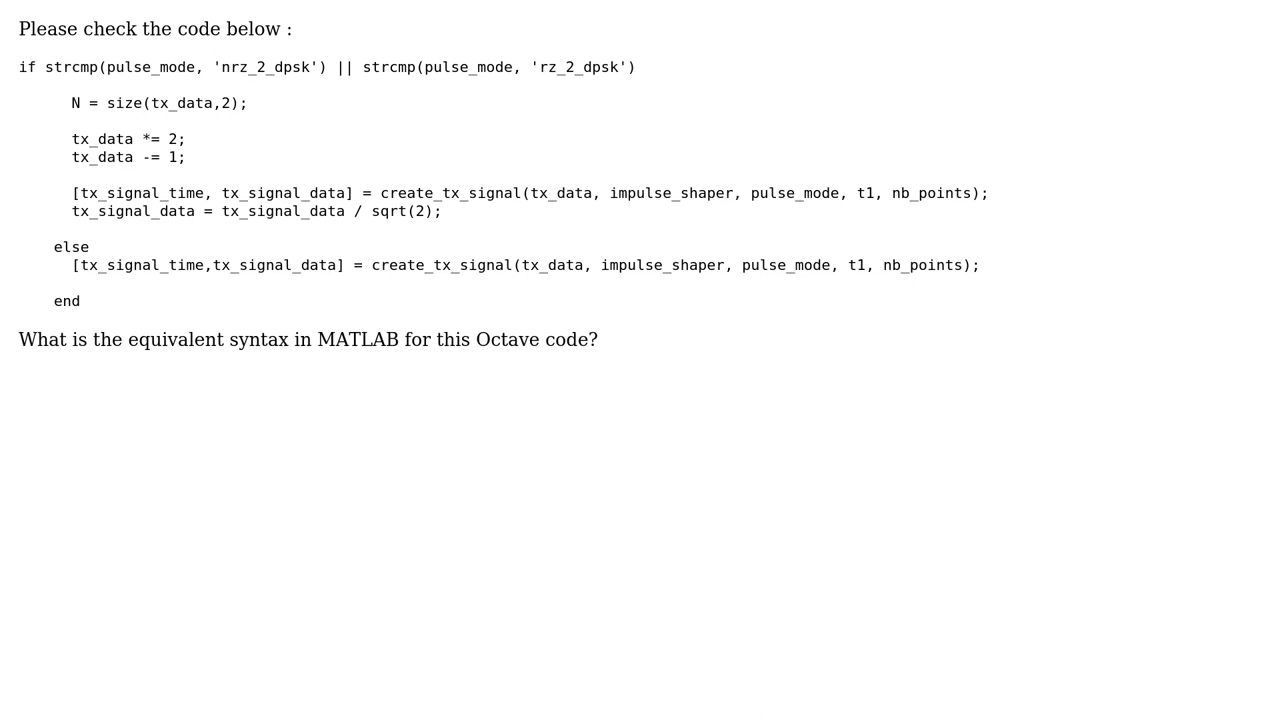 Please check the code below :
if strcmp(pulse_mode, 'nrz_2_dpsk') || strcmp(pulse_mode, 'rz_2_dpsk')
N = size(tx_data,2);
tx_data *= 2;
tx_data -= 1;
[tx_signal_time, tx_signal_data] = create_tx_signal(tx_data, impulse_shaper, pulse_mode, t1, nb_points);
tx_signal_data = tx_signal_data / sqrt(2);
else
[tx_signal_time,tx_signal_data] = create_tx_signal(tx_data, impulse_shaper, pulse_mode, t1, nb_points);
end
What is the equivalent syntax in MATLAB for this Octave code?